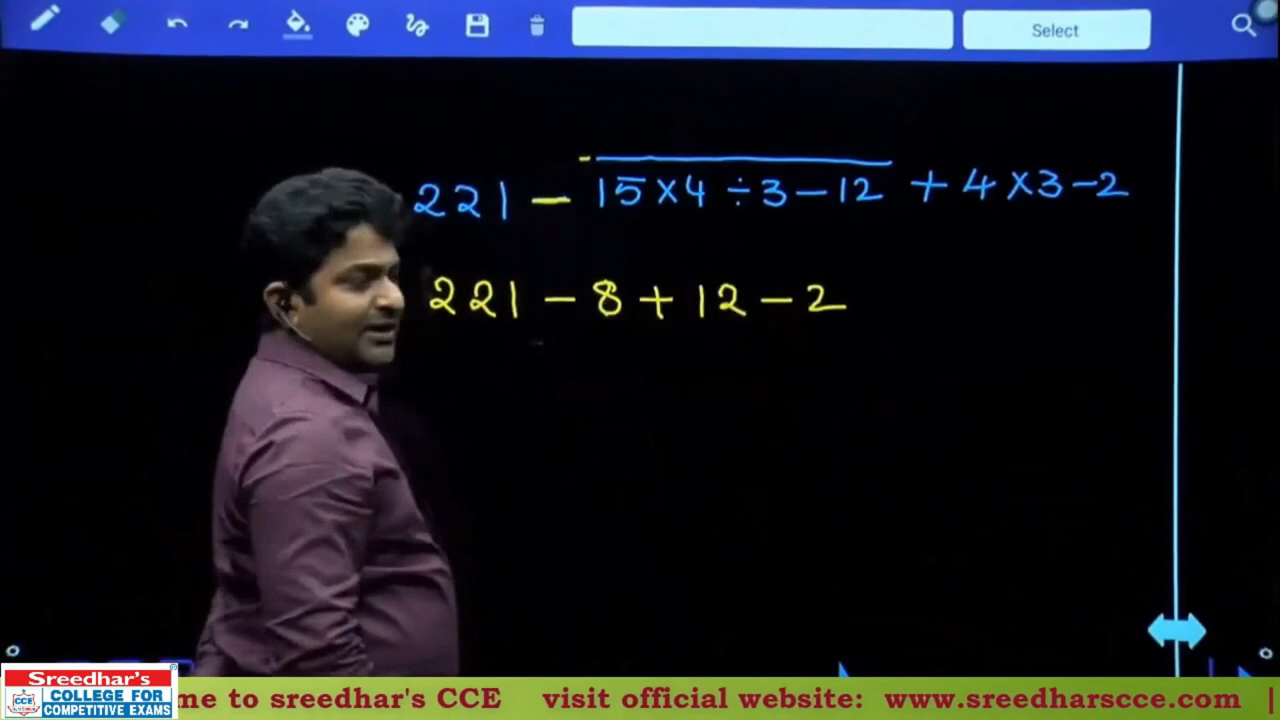 Select
221 - 15×4÷3-12 + 4×3-2
221 - 8 + 12 - 2
Sreedhar's
CCE
COLLEGE FOR
COMPETITIVE EXAMS
me to sreedhar's CCE visit official website: www.sreedharscce.com |